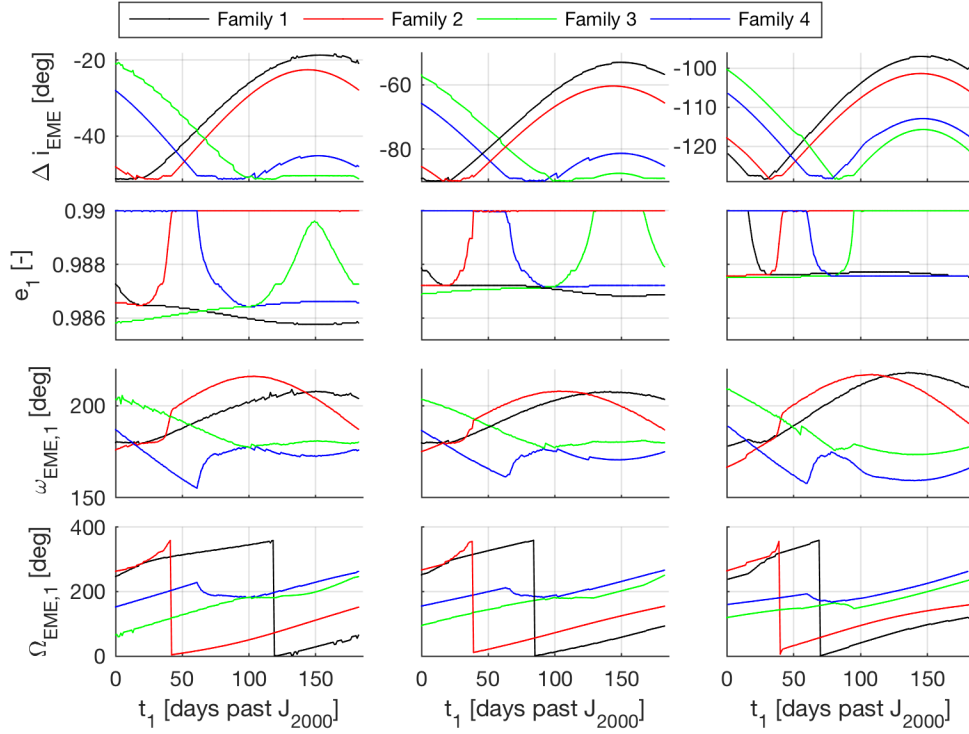 Family 1 Family 2 Family 3 Family 4
Δ i_EME [deg]
-20
-40
-60
-80
-100
-110
-120
e_1 [-]
0.99
0.988
0.986
ω_EME,1 [deg]
200
150
Ω_EME,1 [deg]
400
200
0
0 50 100 150
0 50 100 150
0 50 100 150
t_1 [days past J_2000]
t_1 [days past J_2000]
t_1 [days past J_2000]